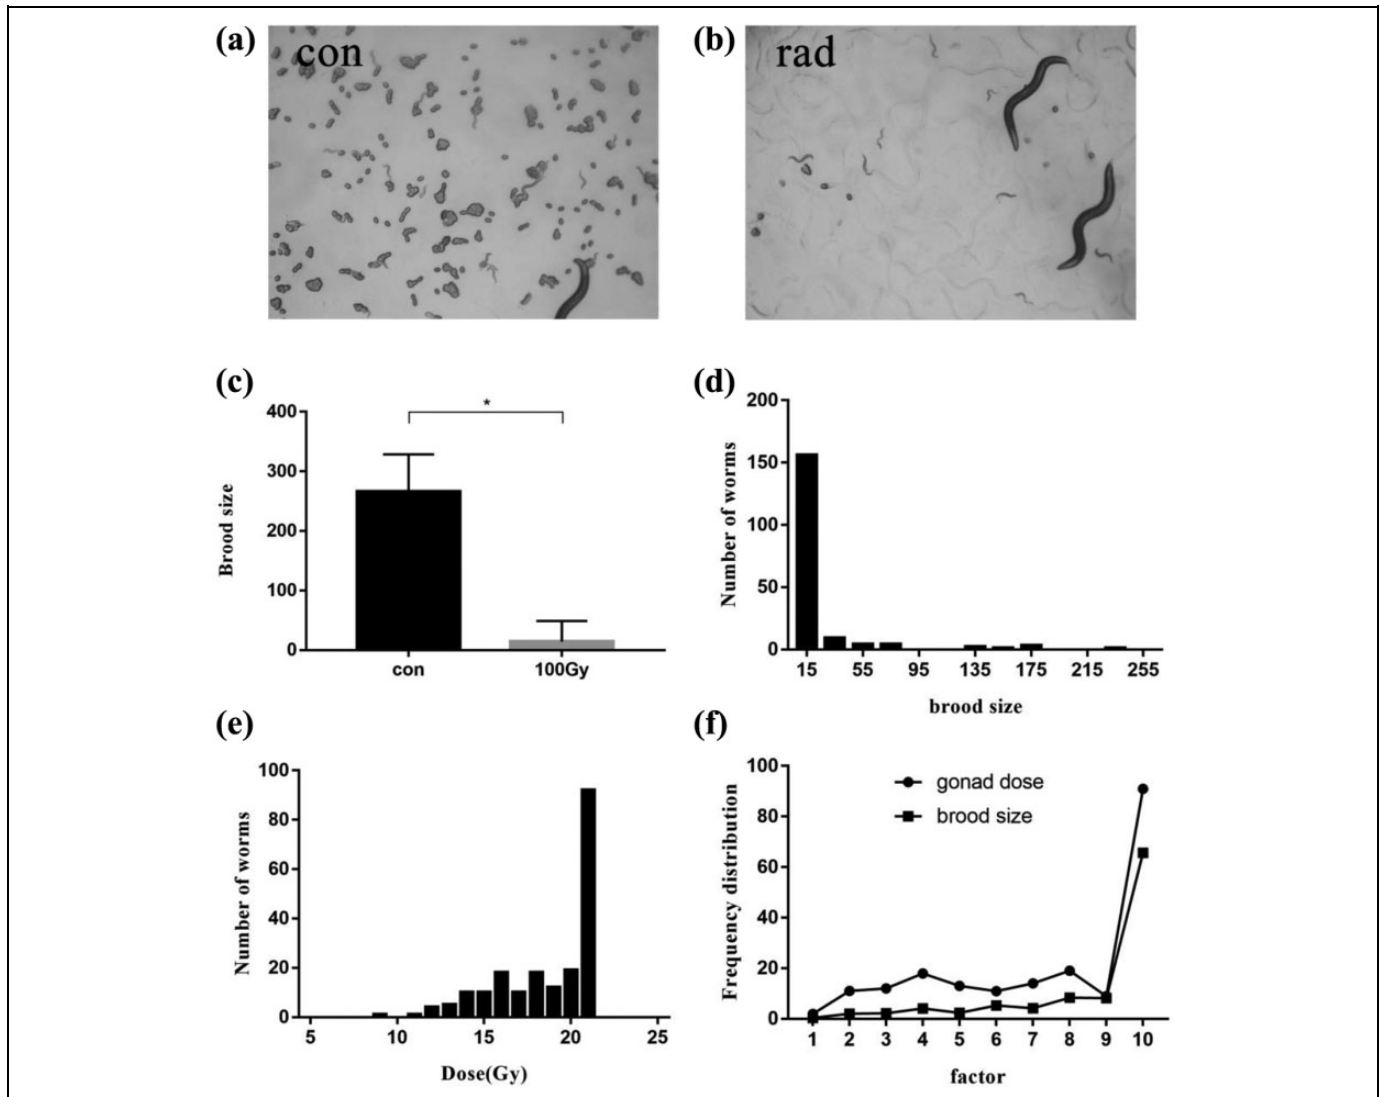 (a)
con
(b)
rad
(c)
Brood size
400
300
200
100
0
*
con
100Gy
(d)
Number of worms
200
150
100
50
0
15 55 95 135 175 215 255
brood size
(e)
Number of worms
100
80
60
40
20
0
5 10 15 20 25
Dose(Gy)
(f)
Frequency distribution
100
80
60
40
20
0
gonad dose
brood size
1 2 3 4 5 6 7 8 9 10
factor